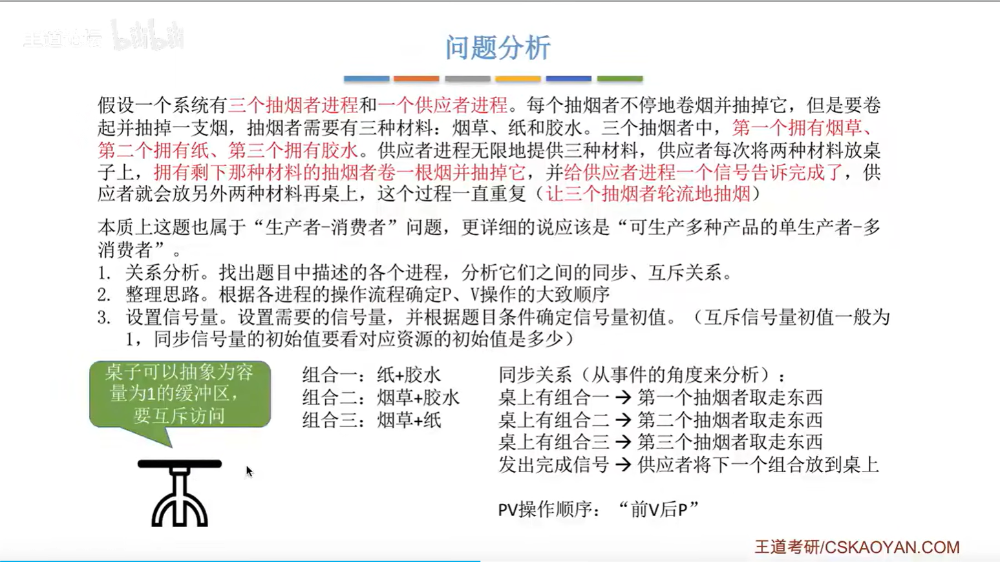 王道论坛 bilibili
问题分析
假设一个系统有三个抽烟者进程和一个供应者进程。每个抽烟者不停地卷烟并抽掉它，但是要卷
起并抽掉一支烟，抽烟者需要有三种材料：烟草、纸和胶水。三个抽烟者中，第一个拥有烟草、
第二个拥有纸、第三个拥有胶水。供应者进程无限地提供三种材料，供应者每次将两种材料放桌
子上，拥有剩下那种材料的抽烟者卷一根烟并抽掉它，并给供应者进程一个信号告诉完成了，供
应者就会放另外两种材料再桌上，这个过程一直重复（让三个抽烟者轮流地抽烟）
本质上这题也属于“生产者-消费者”问题，更详细的说应该是“可生产多种产品的单生产者-多
消费者”。
1. 关系分析。找出题目中描述的各个进程，分析它们之间的同步、互斥关系。
2. 整理思路。根据各进程的操作流程确定P、V操作的大致顺序
3. 设置信号量。设置需要的信号量，并根据题目条件确定信号量初值。（互斥信号量初值一般为
1，同步信号量的初始值要看对应资源的初始值是多少）
桌子可以抽象为容
量为1的缓冲区，
要互斥访问
组合一：纸+胶水
组合二：烟草+胶水
组合三：烟草+纸
同步关系（从事件的角度来分析）：
桌上有组合一 → 第一个抽烟者取走东西
桌上有组合二 → 第二个抽烟者取走东西
桌上有组合三 → 第三个抽烟者取走东西
发出完成信号 → 供应者将下一个组合放到桌上
PV操作顺序：“前V后P”
王道考研/CSKAOYAN.COM